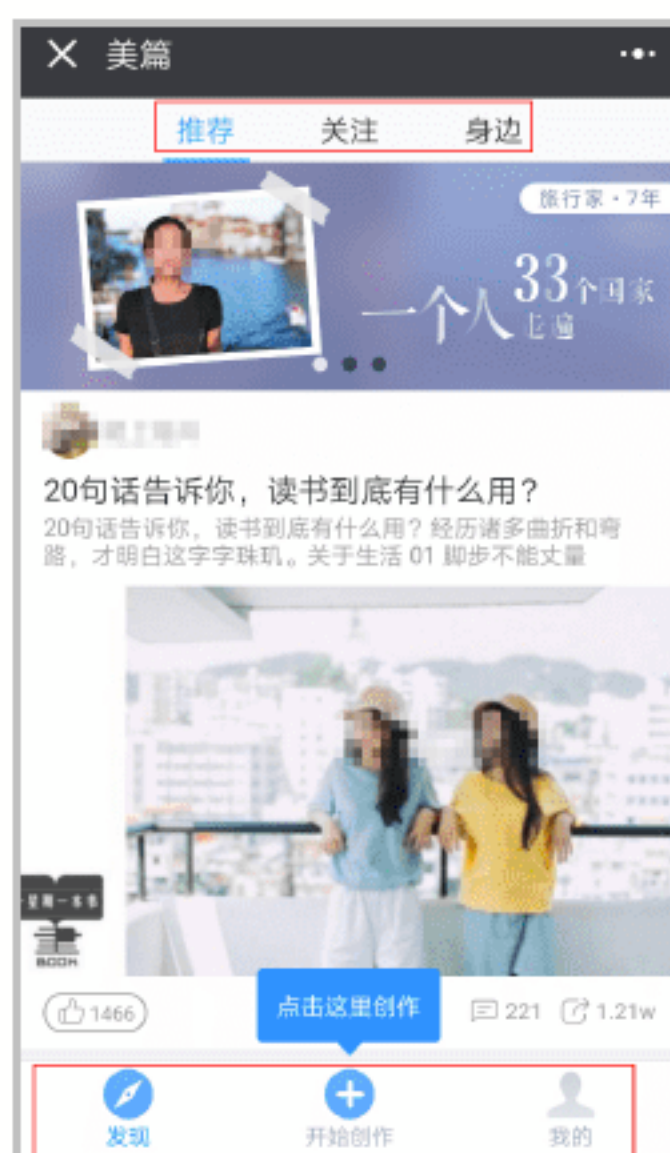 美篇
推荐 关注 身边
旅行家·7年
一个人 33个国家
20句话告诉你，读书到底有什么用？
20句话告诉你，读书到底有什么用？经历诸多曲折和弯
路，才明白这字字珠玑。关于生活 01 脚步不能丈量
星期一本书
BOOK
1466
点击这里创作
221
1.21w
发现 开始创作 我的